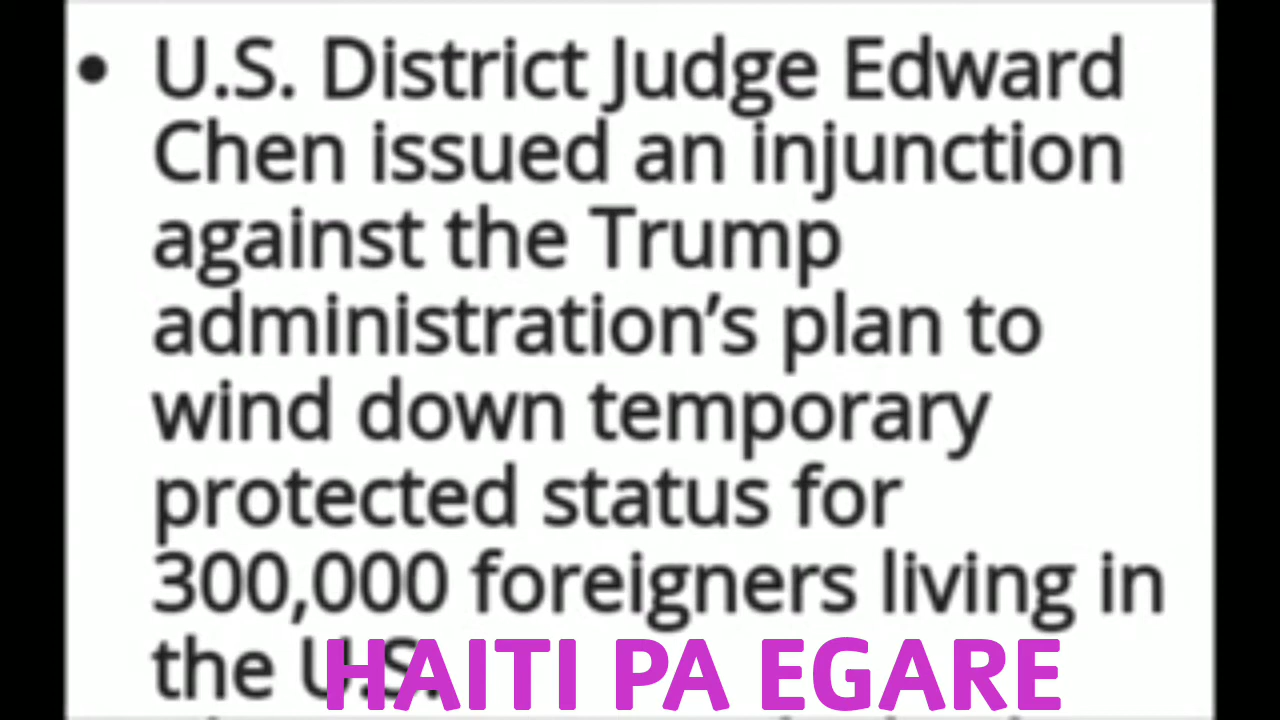 • U.S. District Judge Edward
Chen issued an injunction
against the Trump
administration’s plan to
wind down temporary
protected status for
300,000 foreigners living in
the U.S.
HAITI PA EGARE